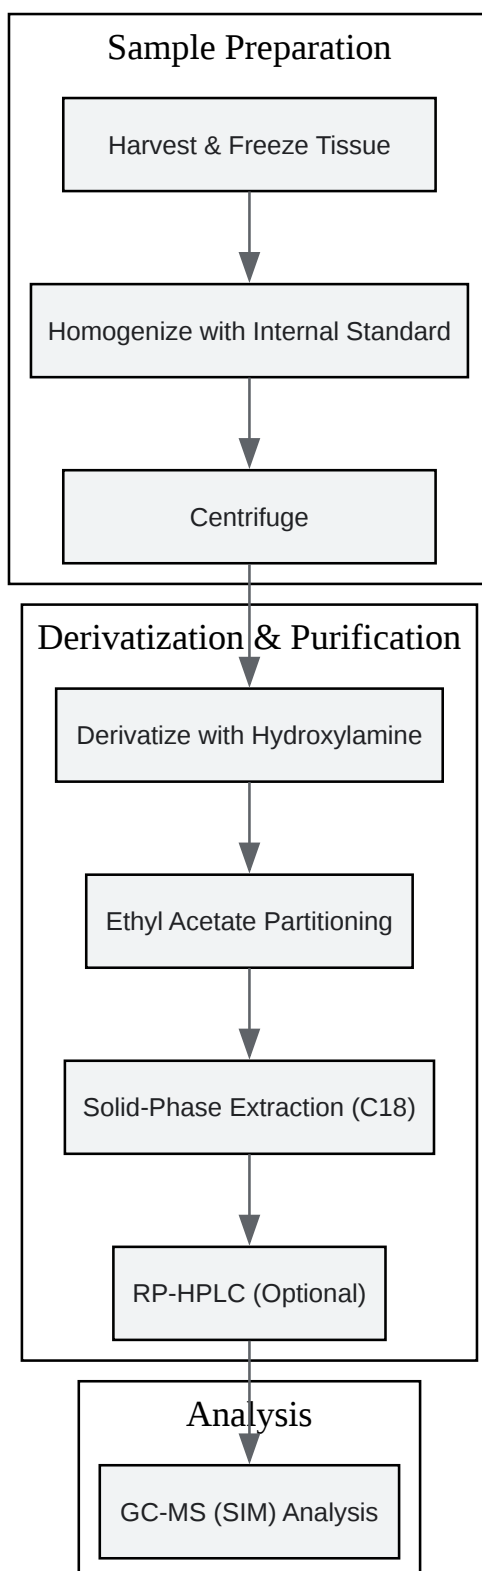 Sample Preparation
Harvest & Freeze Tissue
Homogenize with Internal Standard
Centrifuge
Derivatization & Purification
Derivatize with Hydroxylamine
Ethyl Acetate Partitioning
Solid-Phase Extraction (C18)
RP-HPLC (Optional)
Analysis
GC-MS (SIM) Analysis